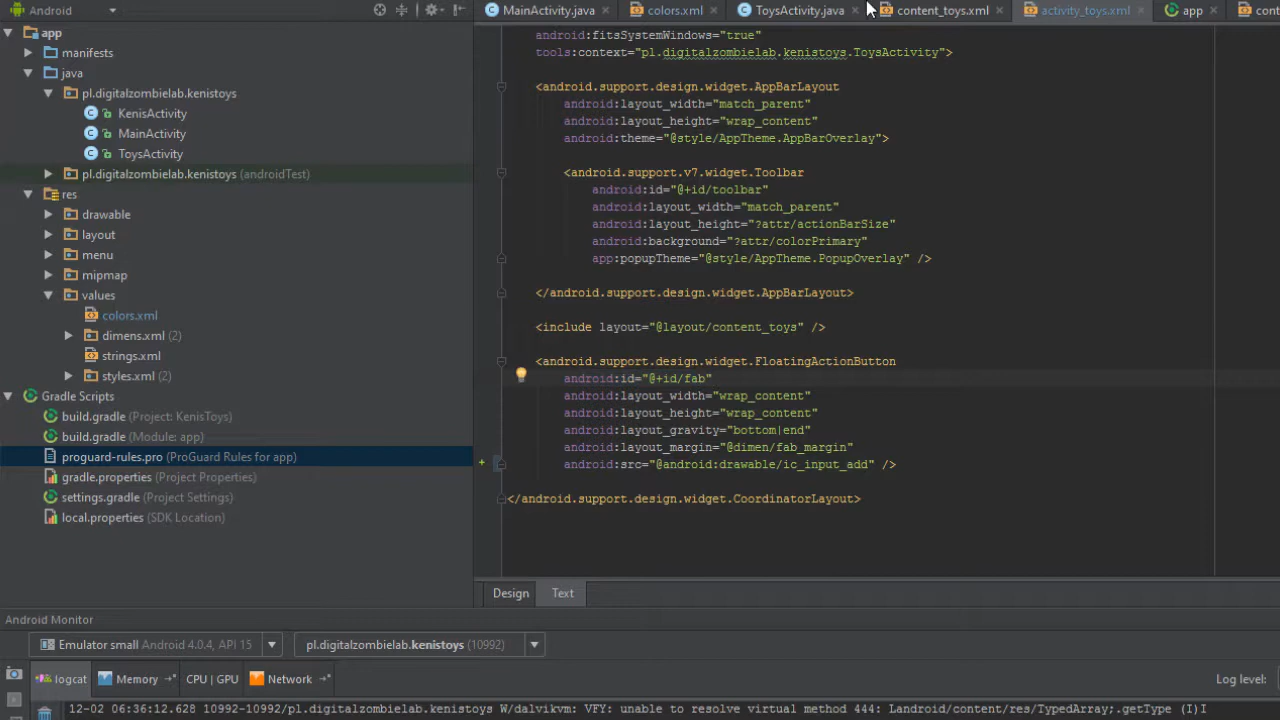 Android
MainActivity.java
colors.xml
ToysActivity.java
content_toys.xml
activity_toys.xml
app
cont
app
manifests
java
pl.digitalzombielab.kenistoys
KenisActivity
MainActivity
ToysActivity
pl.digitalzombielab.kenistoys (androidTest)
res
drawable
layout
menu
mipmap
values
colors.xml
dimens.xml (2)
strings.xml
styles.xml (2)
Gradle Scripts
build.gradle (Project: KenisToys)
build.gradle (Module: app)
proguard-rules.pro (ProGuard Rules for app)
gradle.properties (Project Properties)
settings.gradle (Project Settings)
local.properties (SDK Location)
android:fitsSystemWindows="true"
tools:context="pl.digitalzombielab.kenistoys.ToysActivity">
<android.support.design.widget.AppBarLayout
android:layout_width="match_parent"
android:layout_height="wrap_content"
android:theme="@style/AppTheme.AppBarOverlay">
<android.support.v7.widget.Toolbar
android:id="@+id/toolbar"
android:layout_width="match_parent"
android:layout_height="?attr/actionBarSize"
android:background="?attr/colorPrimary"
app:popupTheme="@style/AppTheme.PopupOverlay" />
</android.support.design.widget.AppBarLayout>
<include layout="@layout/content_toys" />
<android.support.design.widget.FloatingActionButton
android:id="@+id/fab"
android:layout_width="wrap_content"
android:layout_height="wrap_content"
android:layout_gravity="bottom|end"
android:layout_margin="@dimen/fab_margin"
android:src="@android:drawable/ic_input_add" />
</android.support.design.widget.CoordinatorLayout>
Design
Text
Android Monitor
Emulator small Android 4.0.4, API 15
pl.digitalzombielab.kenistoys (10992)
logcat
Memory
CPU | GPU
Network
Log level:
12-02 06:36:12.628 10992-10992/pl.digitalzombielab.kenistoys W/dalvikvm: VFY: unable to resolve virtual method 444: Landroid/content/res/TypedArray;.getType (I)I